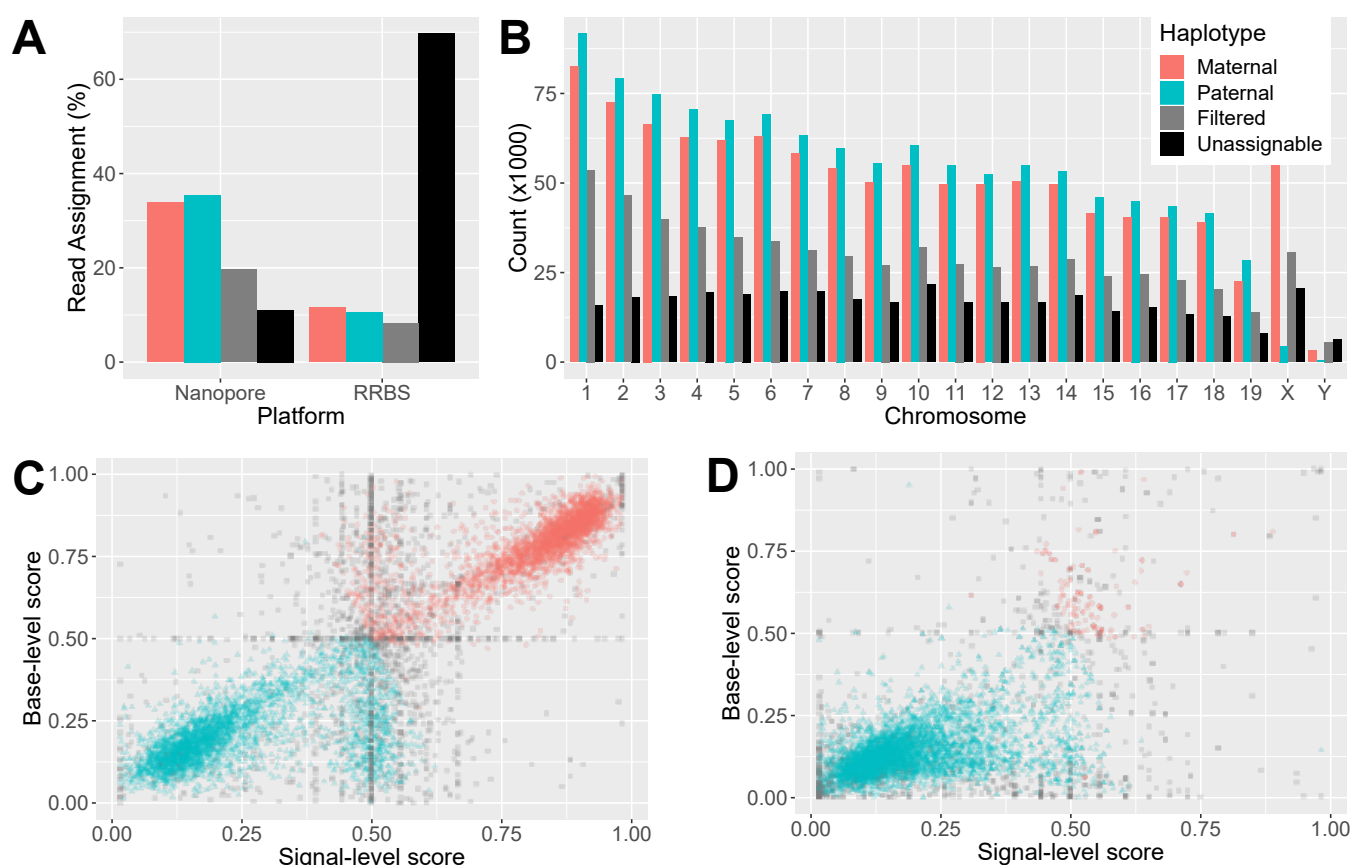 A
Read Assignment (%)
60
40
20
0
Nanopore RRBS
Platform
B
Count (x1000)
75
50
25
0
1 2 3 4 5 6 7 8 9 10 11 12 13 14 15 16 17 18 19 X Y
Chromosome
Haplotype
Maternal
Paternal
Filtered
Unassignable
C
Base-level score
1.00
0.75
0.50
0.25
0.00
0.00 0.25 0.50 0.75 1.00
Signal-level score
D
Base-level score
1.00
0.75
0.50
0.25
0.00
0.00 0.25 0.50 0.75 1.00
Signal-level score